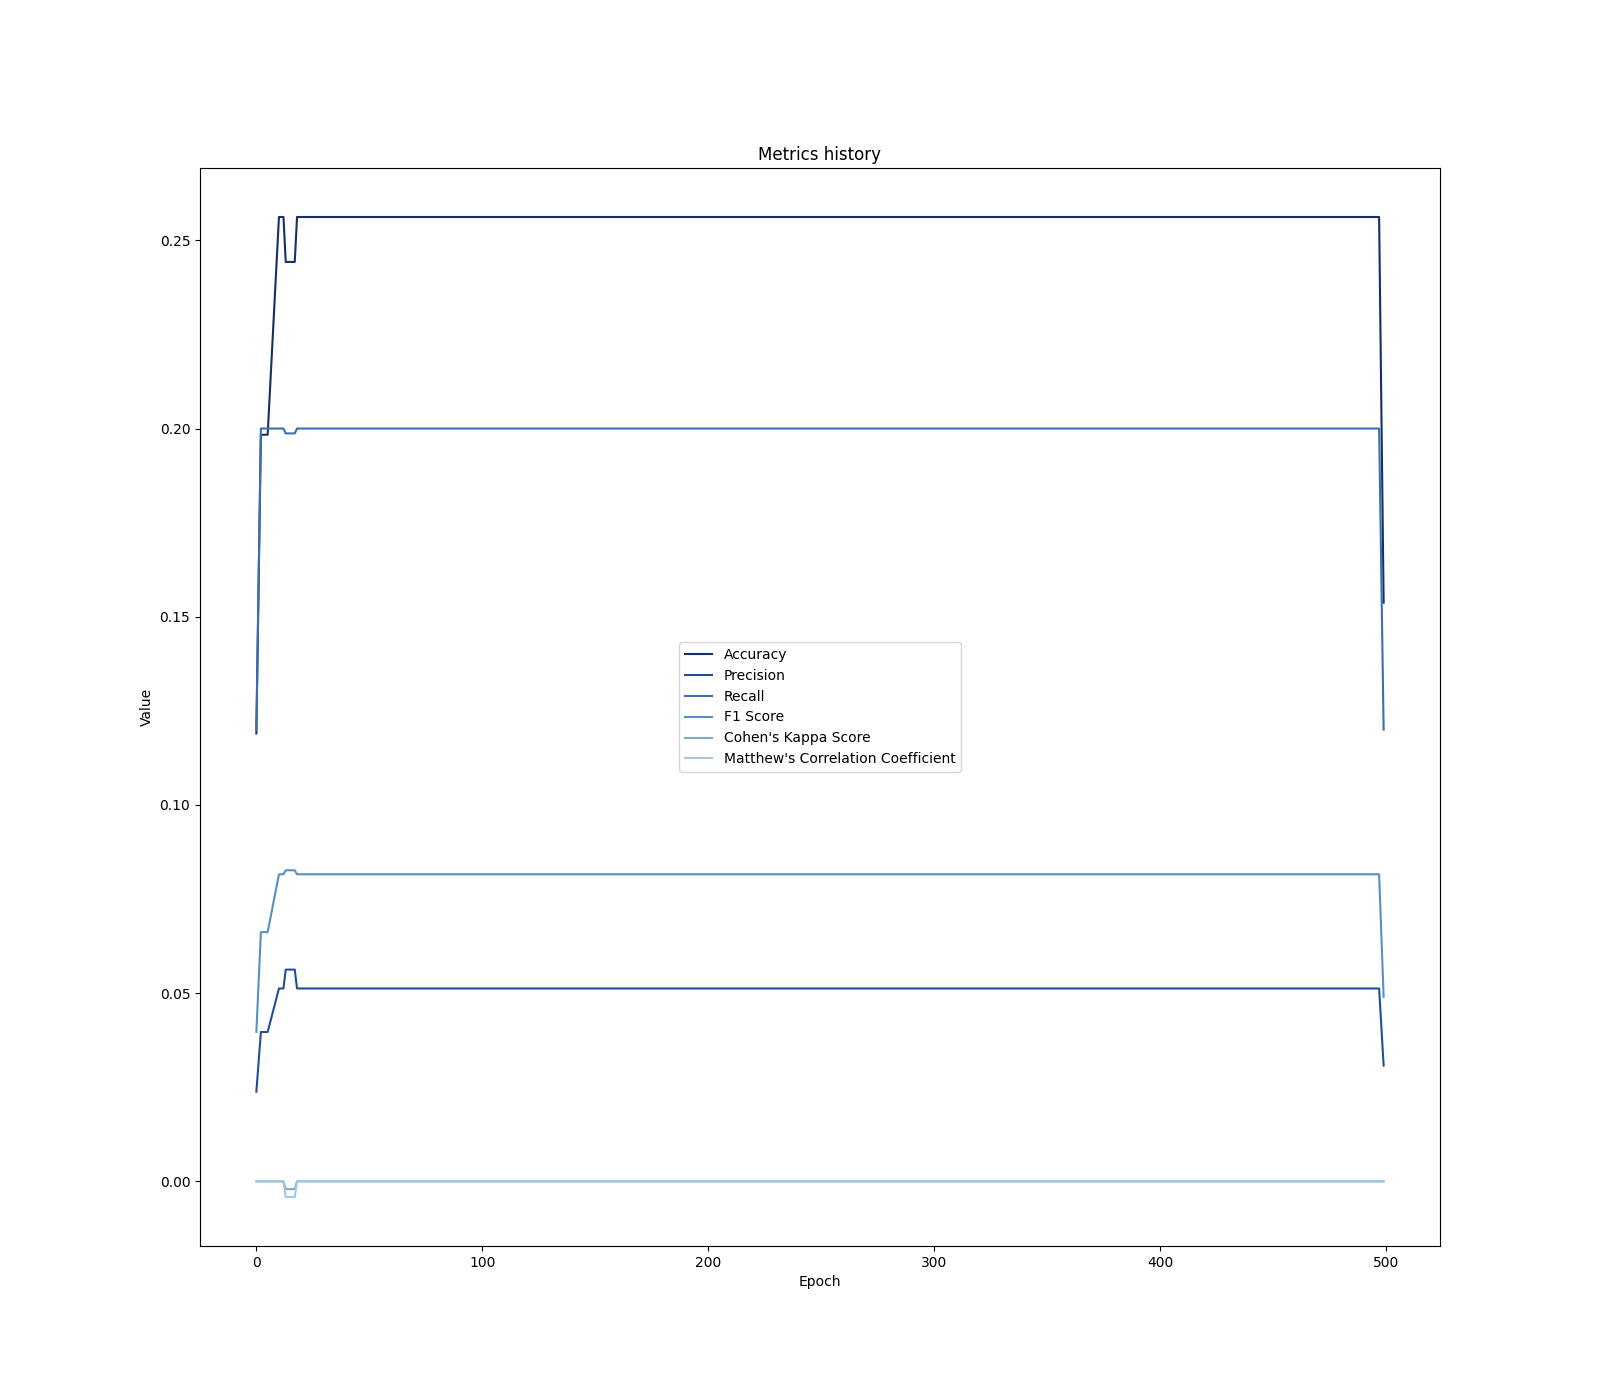 Metrics history
0.25
0.20
0.15
0.10
0.05
0.00
Value
Accuracy
Precision
Recall
F1 Score
Cohen's Kappa Score
Matthew's Correlation Coefficient
0 100 200 300 400 500
Epoch